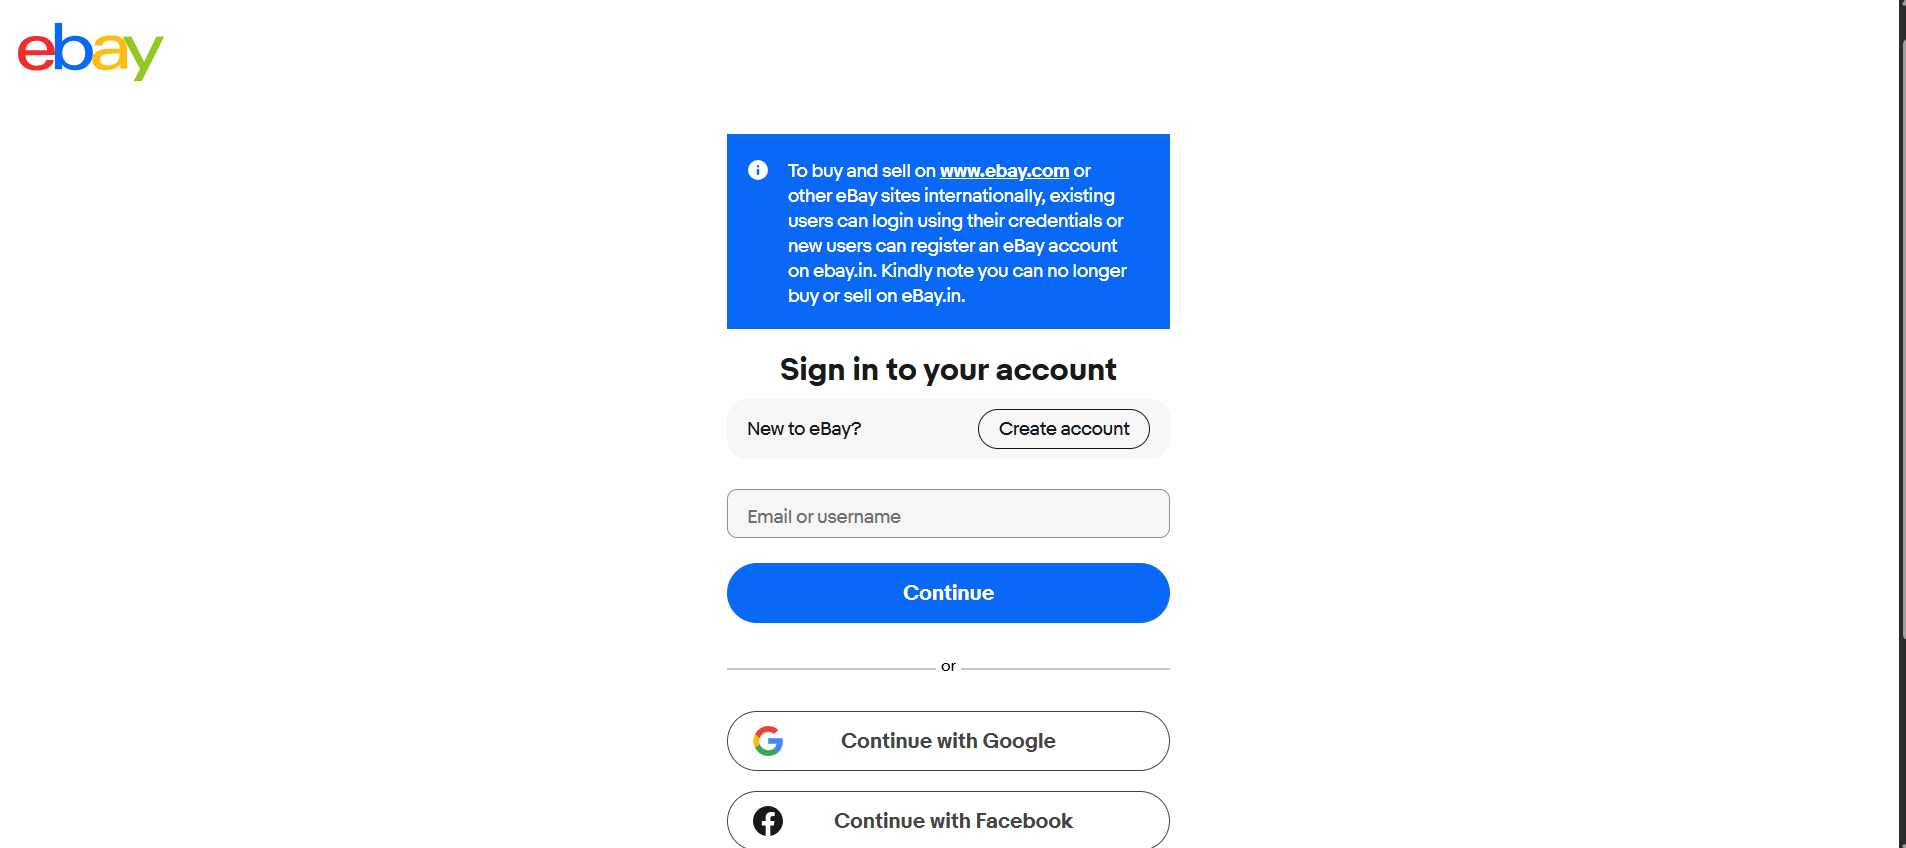 ebay
To buy and sell on www.ebay.com or
other eBay sites internationally, existing
users can login using their credentials or
new users can register an eBay account
on ebay.in. Kindly note you can no longer
buy or sell on eBay.in.
Sign in to your account
New to eBay?
Create account
Email or username
Continue
or
Continue with Google
Continue with Facebook